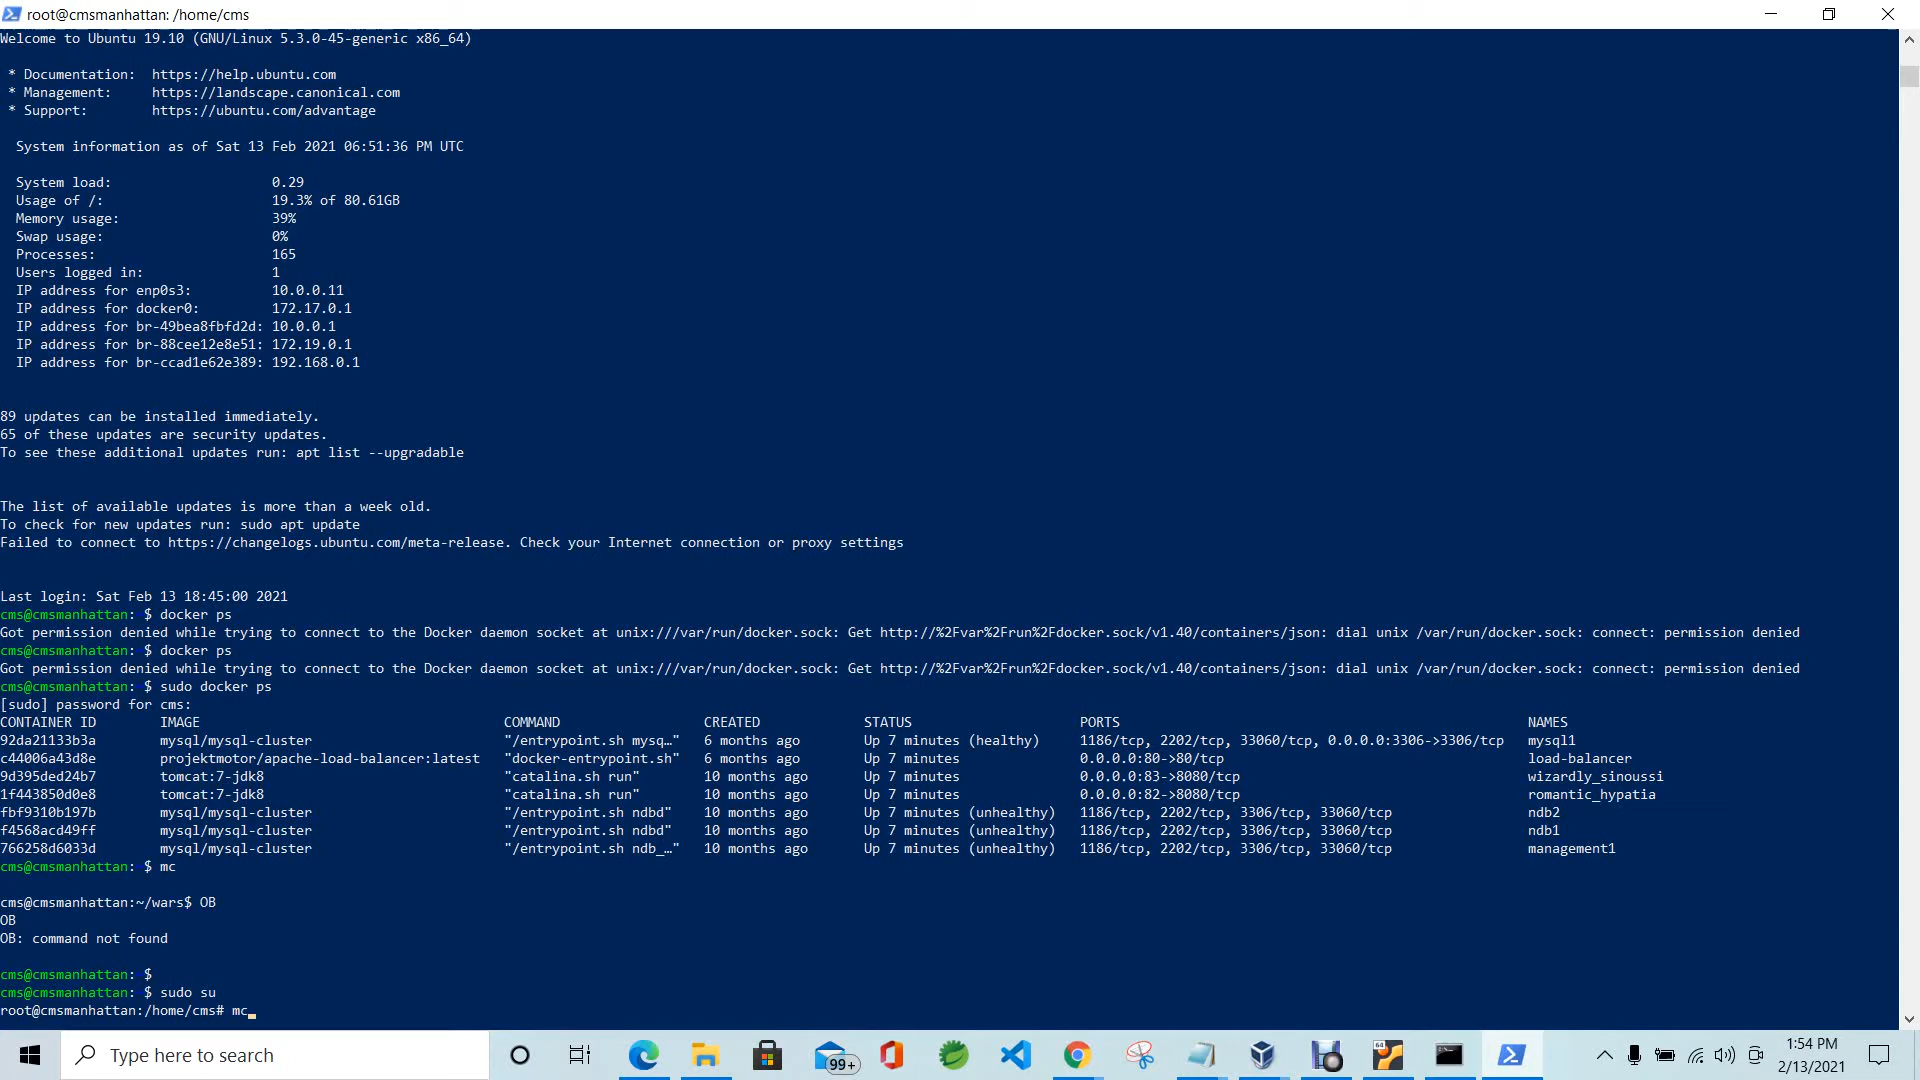 root@cmsmanhattan: /home/cms
Welcome to Ubuntu 19.10 (GNU/Linux 5.3.0-45-generic x86_64)
* Documentation:  https://help.ubuntu.com
* Management:     https://landscape.canonical.com
* Support:        https://ubuntu.com/advantage
System information as of Sat 13 Feb 2021 06:51:36 PM UTC
System load:                    0.29
Usage of /:                     19.3% of 80.61GB
Memory usage:                   39%
Swap usage:                     0%
Processes:                      165
Users logged in:                1
IP address for enp0s3:          10.0.0.11
IP address for docker0:         172.17.0.1
IP address for br-49bea8fbfd2d: 10.0.0.1
IP address for br-88cee12e8e51: 172.19.0.1
IP address for br-ccad1e62e389: 192.168.0.1
89 updates can be installed immediately.
65 of these updates are security updates.
To see these additional updates run: apt list --upgradable
The list of available updates is more than a week old.
To check for new updates run: sudo apt update
Failed to connect to https://changelogs.ubuntu.com/meta-release. Check your Internet connection or proxy settings
Last login: Sat Feb 13 18:45:00 2021
cms@cmsmanhattan: $ docker ps
Got permission denied while trying to connect to the Docker daemon socket at unix:///var/run/docker.sock: Get http://%2Fvar%2Frun%2Fdocker.sock/v1.40/containers/json: dial unix /var/run/docker.sock: connect: permission denied
cms@cmsmanhattan: $ docker ps
Got permission denied while trying to connect to the Docker daemon socket at unix:///var/run/docker.sock: Get http://%2Fvar%2Frun%2Fdocker.sock/v1.40/containers/json: dial unix /var/run/docker.sock: connect: permission denied
cms@cmsmanhattan: $ sudo docker ps
[sudo] password for cms:
CONTAINER ID        IMAGE                                      COMMAND                  CREATED             STATUS                     PORTS                                                   NAMES
92da21133b3a        mysql/mysql-cluster                        "/entrypoint.sh mysq…"   6 months ago        Up 7 minutes (healthy)     1186/tcp, 2202/tcp, 33060/tcp, 0.0.0.0:3306->3306/tcp   mysql1
c44006a43d8e        projektmotor/apache-load-balancer:latest   "docker-entrypoint.sh"   6 months ago        Up 7 minutes               0.0.0.0:80->80/tcp                                      load-balancer
9d395ded24b7        tomcat:7-jdk8                              "catalina.sh run"        10 months ago       Up 7 minutes               0.0.0.0:83->8080/tcp                                    wizardly_sinoussi
1f443850d0e8        tomcat:7-jdk8                              "catalina.sh run"        10 months ago       Up 7 minutes               0.0.0.0:82->8080/tcp                                    romantic_hypatia
fbf9310b197b        mysql/mysql-cluster                        "/entrypoint.sh ndbd"    10 months ago       Up 7 minutes (unhealthy)   1186/tcp, 2202/tcp, 3306/tcp, 33060/tcp                 ndb2
f4568acd49ff        mysql/mysql-cluster                        "/entrypoint.sh ndbd"    10 months ago       Up 7 minutes (unhealthy)   1186/tcp, 2202/tcp, 3306/tcp, 33060/tcp                 ndb1
766258d6033d        mysql/mysql-cluster                        "/entrypoint.sh ndb_…"   10 months ago       Up 7 minutes (unhealthy)   1186/tcp, 2202/tcp, 3306/tcp, 33060/tcp                 management1
cms@cmsmanhattan: $ mc
cms@cmsmanhattan:~/wars$ OB
OB
OB: command not found
cms@cmsmanhattan: $
cms@cmsmanhattan: $ sudo su
root@cmsmanhattan:/home/cms# mc
Type here to search
99+
64
1:54 PM
2/13/2021